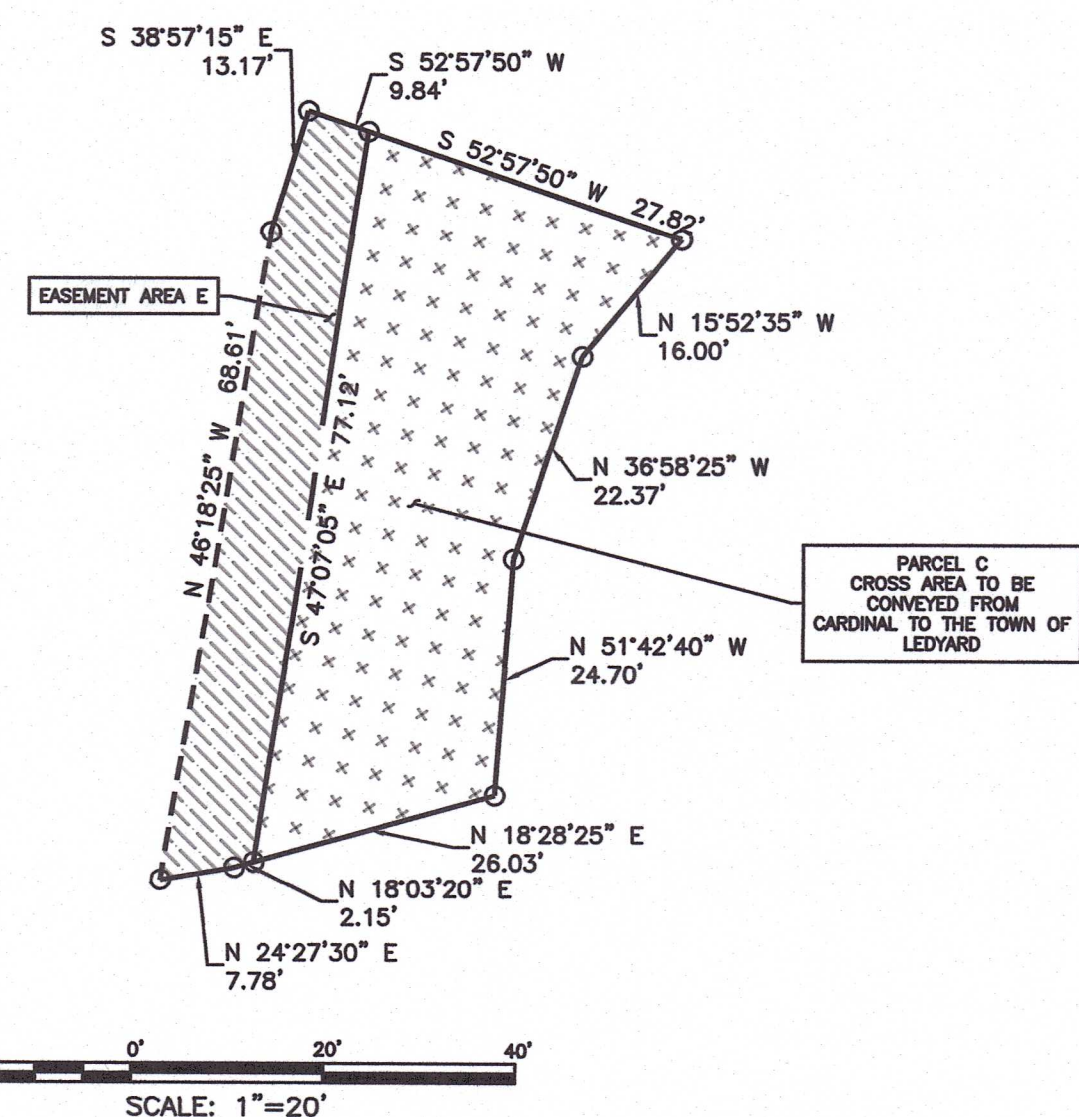 S 38°57'15" E
13.17'
S 52°57'50" W
9.84'
S 52°57'50" W 27.82'
EASEMENT AREA E
N 15°52'35" W
16.00'
N 46°18'25" W 68.61'
S 47°07'05" E 77.12'
N 36°58'25" W
22.37'
PARCEL C
CROSS AREA TO BE
CONVEYED FROM
CARDINAL TO THE TOWN OF
LEDYARD
N 51°42'40" W
24.70'
N 18°28'25" E
26.03'
N 18°03'20" E
2.15'
N 24°27'30" E
7.78'
0' 20' 40'
SCALE: 1"=20'